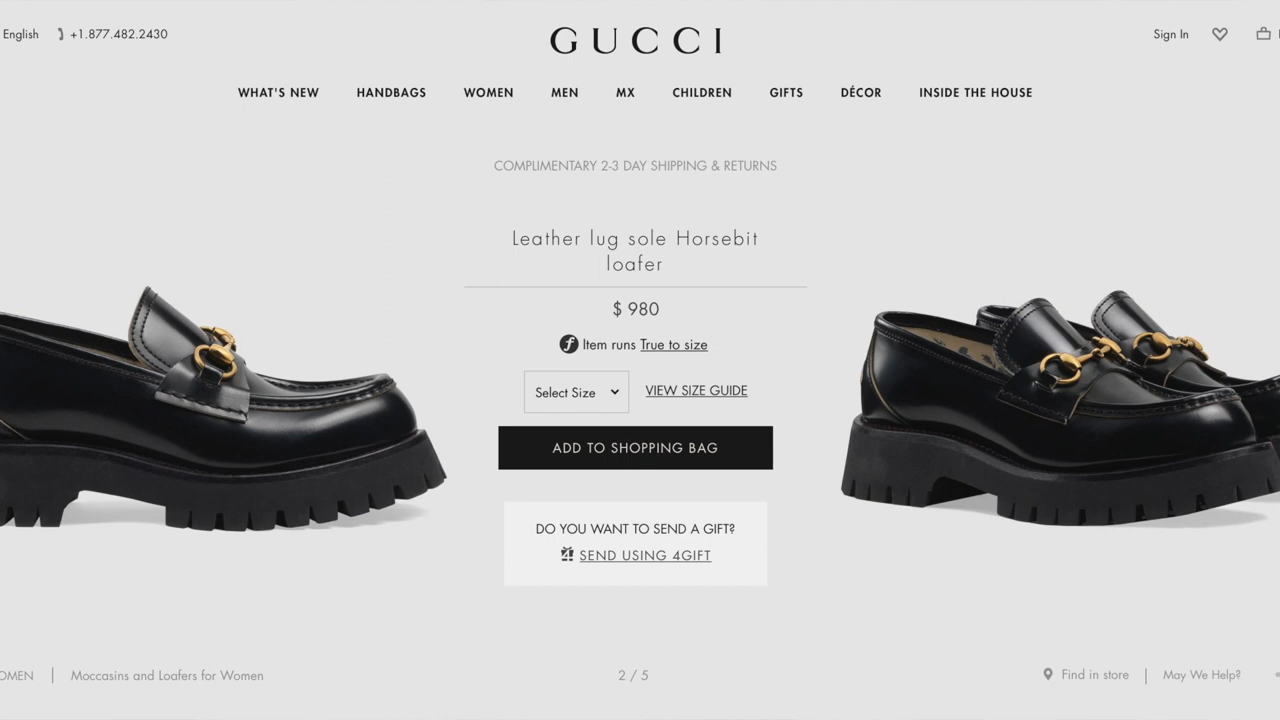 English +1.877.482.2430
GUCCI
Sign In
WHAT'S NEW HANDBAGS WOMEN MEN MX CHILDREN GIFTS DÉCOR INSIDE THE HOUSE
COMPLIMENTARY 2-3 DAY SHIPPING & RETURNS
Leather lug sole Horsebit
loafer
$ 980
Item runs True to size
Select Size VIEW SIZE GUIDE
ADD TO SHOPPING BAG
DO YOU WANT TO SEND A GIFT?
SEND USING 4GIFT
OMEN | Moccasins and Loafers for Women
2 / 5
Find in store | May We Help?